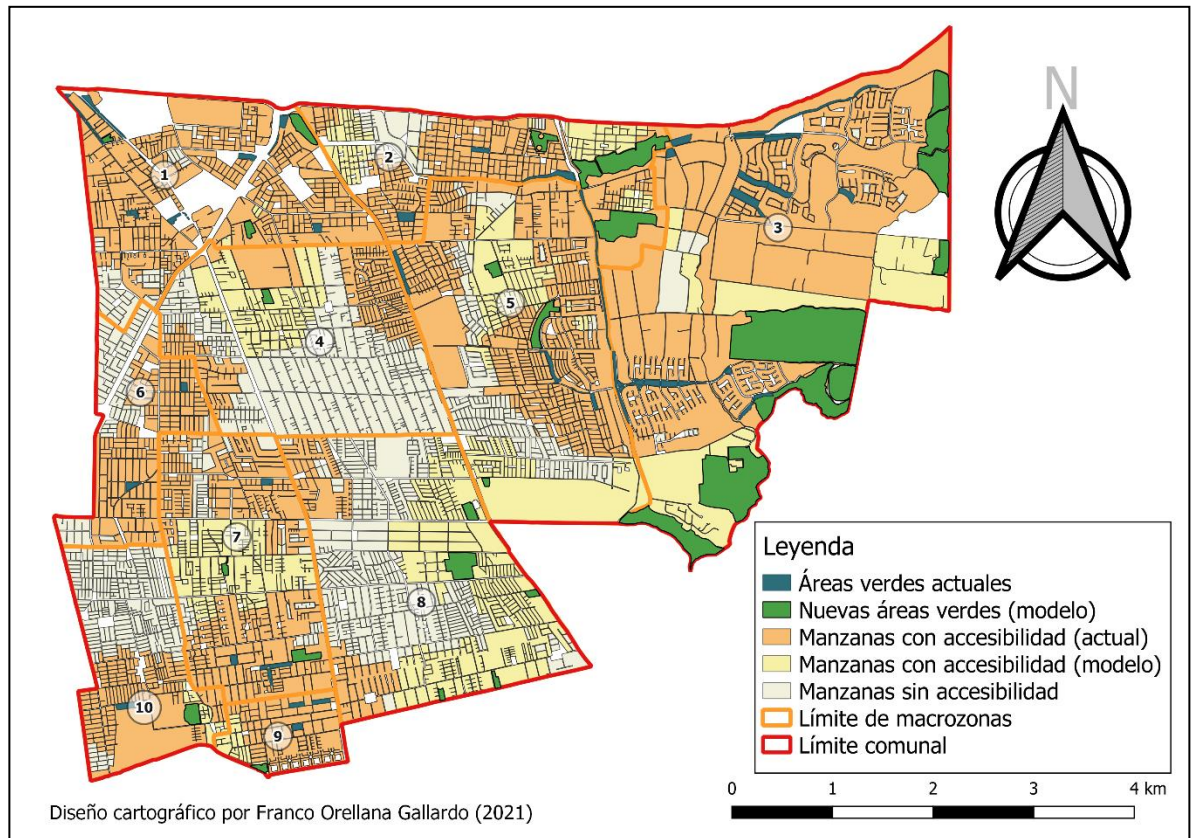 N
1
2
3
4
5
6
7
8
9
10
Leyenda
Áreas verdes actuales
Nuevas áreas verdes (modelo)
Manzanas con accesibilidad (actual)
Manzanas con accesibilidad (modelo)
Manzanas sin accesibilidad
Límite de macrozonas
Límite comunal
0 1 2 3 4 km
Diseño cartográfico por Franco Orellana Gallardo (2021)